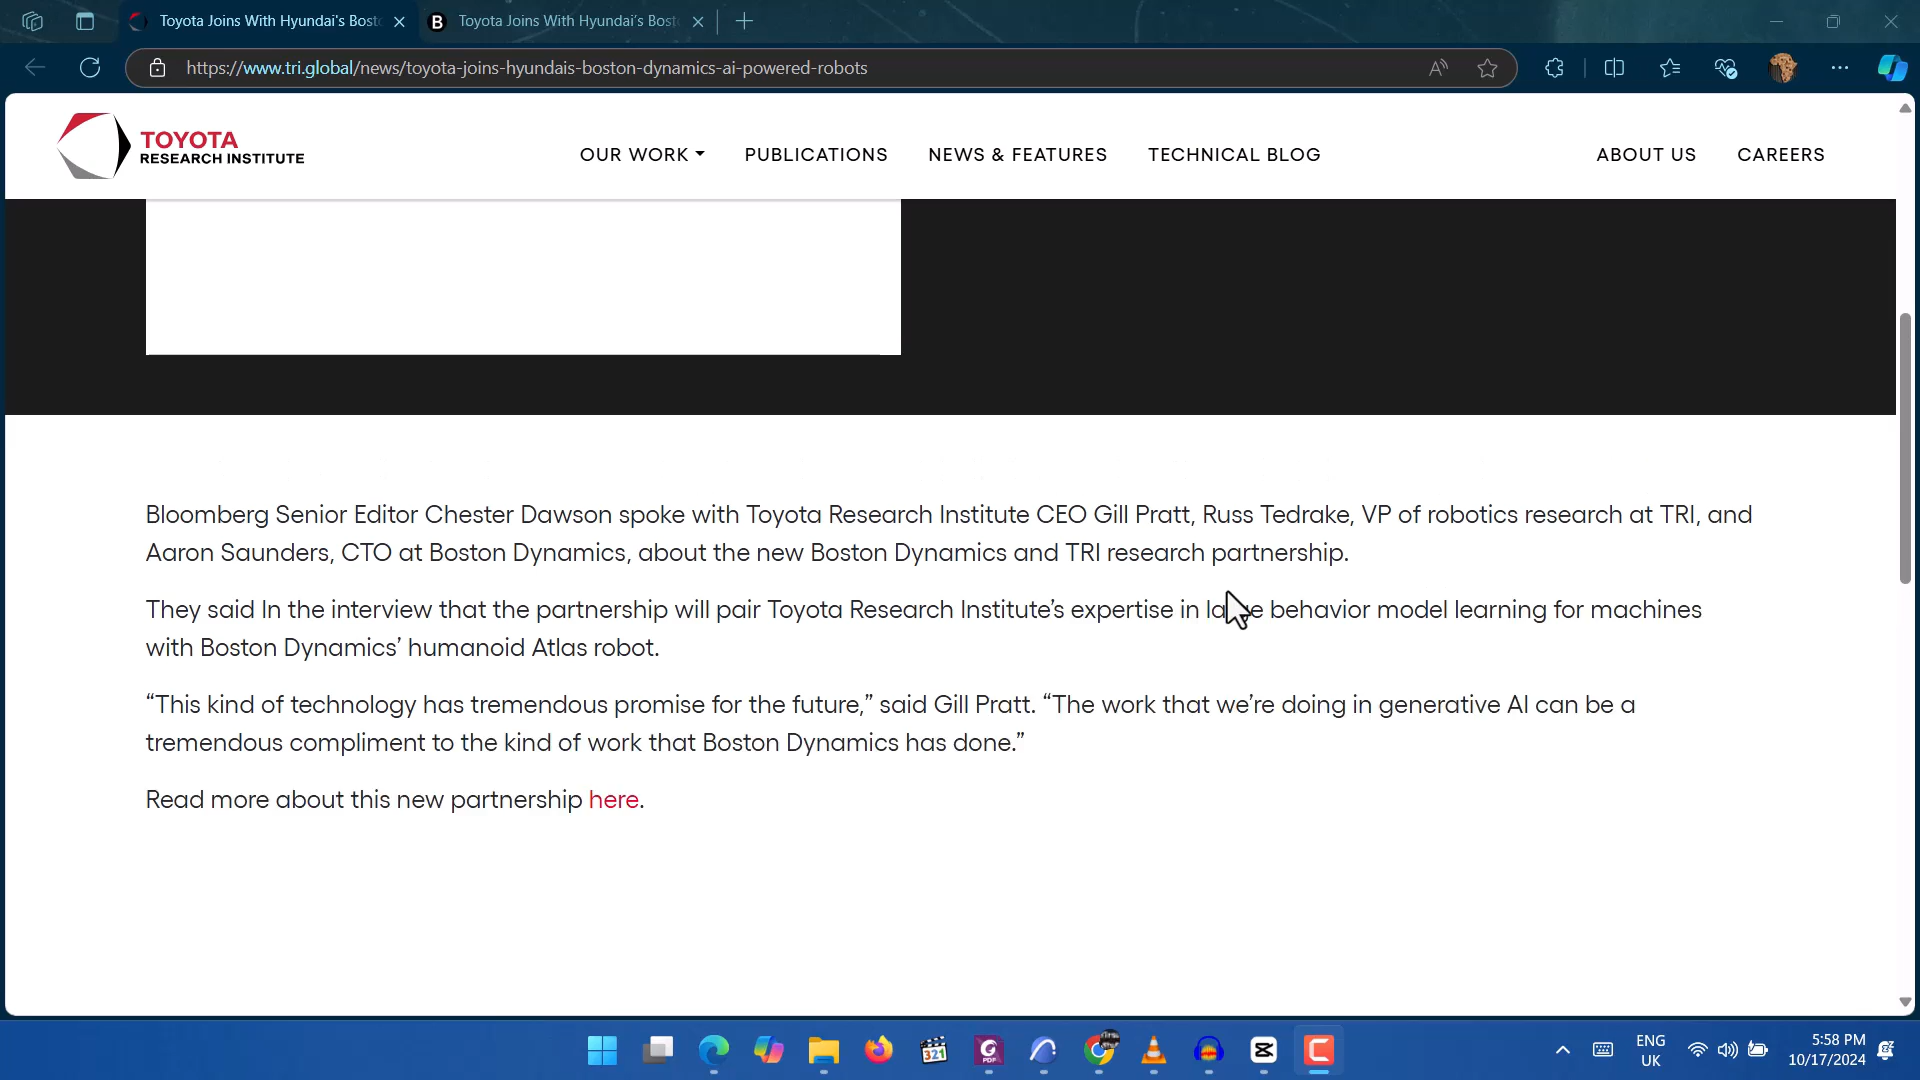 Toyota Joins With Hyundai's Bost
B Toyota Joins With Hyundai's Bost
https://www.tri.global/news/toyota-joins-hyundais-boston-dynamics-ai-powered-robots
TOYOTA
RESEARCH INSTITUTE
OUR WORK
PUBLICATIONS
NEWS & FEATURES
TECHNICAL BLOG
ABOUT US
CAREERS
Bloomberg Senior Editor Chester Dawson spoke with Toyota Research Institute CEO Gill Pratt, Russ Tedrake, VP of robotics research at TRI, and
Aaron Saunders, CTO at Boston Dynamics, about the new Boston Dynamics and TRI research partnership.
They said In the interview that the partnership will pair Toyota Research Institute’s expertise in behavior model learning for machines
with Boston Dynamics’ humanoid Atlas robot.
“This kind of technology has tremendous promise for the future,” said Gill Pratt. “The work that we’re doing in generative AI can be a
tremendous compliment to the kind of work that Boston Dynamics has done.”
Read more about this new partnership here.
321
PDF
ENG
UK
5:58 PM
10/17/2024